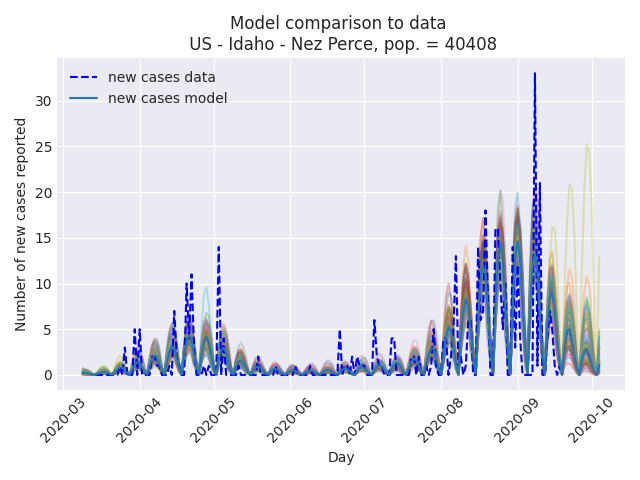 Model comparison to data
US - Idaho - Nez Perce, pop. = 40408
new cases data
new cases model
Number of new cases reported
30
25
20
15
10
5
0
2020-03
2020-04
2020-05
2020-06
2020-07
2020-08
2020-09
2020-10
Day